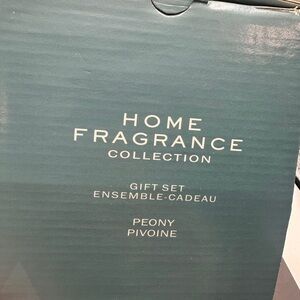 HOME
FRAGRANCE
COLLECTION
GIFT SET
ENSEMBLE-CADEAU
PEONY
PIVOINE